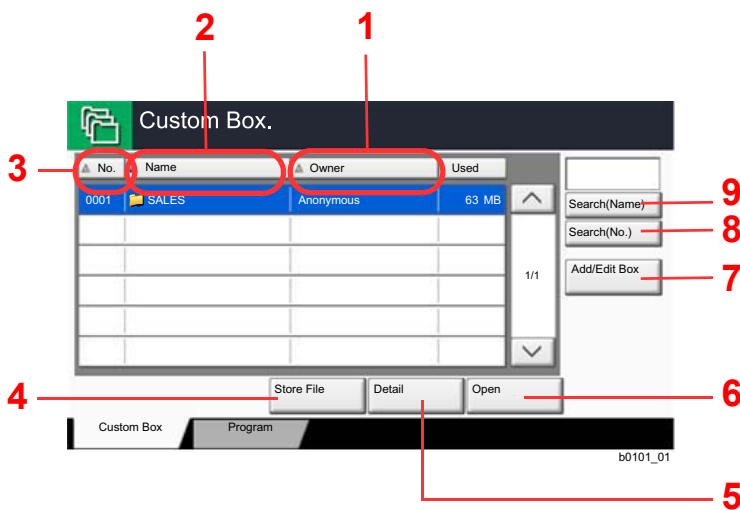 2 1
Custom Box.
3
No. Name Owner Used
0001 SALES Anonymous 63 MB
9
Search(Name)
Search(No.)
8
1/1
Add/Edit Box
7
4
Store File Detail Open
6
Custom Box Program
b0101_01
5